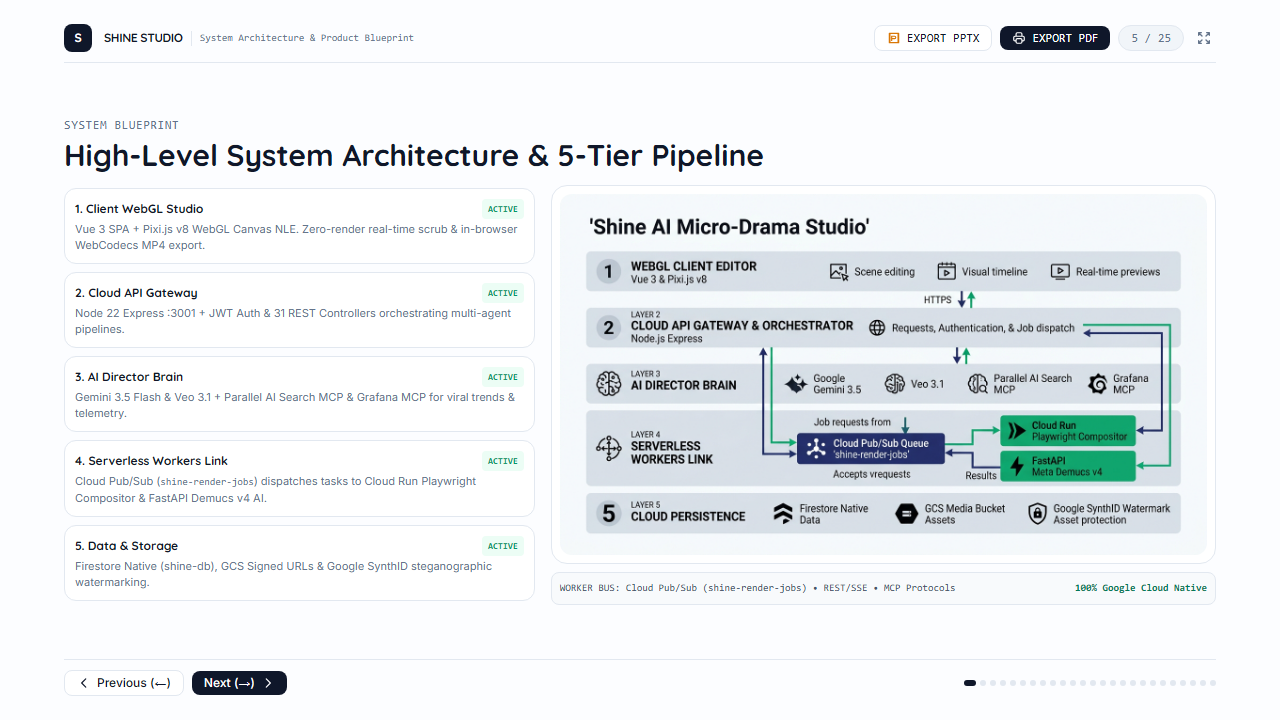 S
SHINE STUDIO
System Architecture & Product Blueprint
EXPORT PPTX
EXPORT PDF
5 / 25
SYSTEM BLUEPRINT
High-Level System Architecture & 5-Tier Pipeline
1. Client WebGL Studio
ACTIVE
Vue 3 SPA + Pixi.js v8 WebGL Canvas NLE. Zero-render real-time scrub & in-browser
WebCodecs MP4 export.
2. Cloud API Gateway
ACTIVE
Node 22 Express :3001 + JWT Auth & 31 REST Controllers orchestrating multi-agent
pipelines.
3. AI Director Brain
ACTIVE
Gemini 3.5 Flash & Veo 3.1 + Parallel AI Search MCP & Grafana MCP for viral trends &
telemetry.
4. Serverless Workers Link
ACTIVE
Cloud Pub/Sub (shine-render-jobs) dispatches tasks to Cloud Run Playwright
Compositor & FastAPI Demucs v4 AI.
5. Data & Storage
ACTIVE
Firestore Native (shine-db), GCS Signed URLs & Google SynthID steganographic
watermarking.
'Shine AI Micro-Drama Studio'
1
WEBGL CLIENT EDITOR
Vue 3 & Pixi.js v8
Scene editing
Visual timeline
Real-time previews
HTTPS
2
LAYER 2
CLOUD API GATEWAY & ORCHESTRATOR
Node.js Express
Requests, Authentication, & Job dispatch
LAYER 3
AI DIRECTOR BRAIN
Google
Gemini 3.5
Veo 3.1
Parallel AI Search
MCP
Grafana
MCP
LAYER 4
SERVERLESS
WORKERS LINK
Job requests from
Cloud Pub/Sub Queue
'shine-render-jobs'
Accepts vrequests
Results
Cloud Run
Playwright Compositor
FastAPI
Meta Demucs v4
5
LAYER 5
CLOUD PERSISTENCE
Firestore Native
Data
GCS Media Bucket
Assets
Google SynthID Watermark
Asset protection
WORKER BUS: Cloud Pub/Sub (shine-render-jobs) • REST/SSE • MCP Protocols
100% Google Cloud Native
Previous (←)
Next (→)